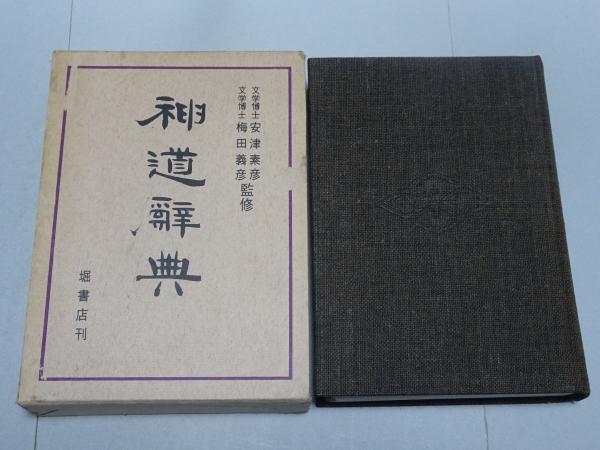 文学博士 安津素彦
文学博士 梅田義彦 監修
神道辭典
堀書店刊